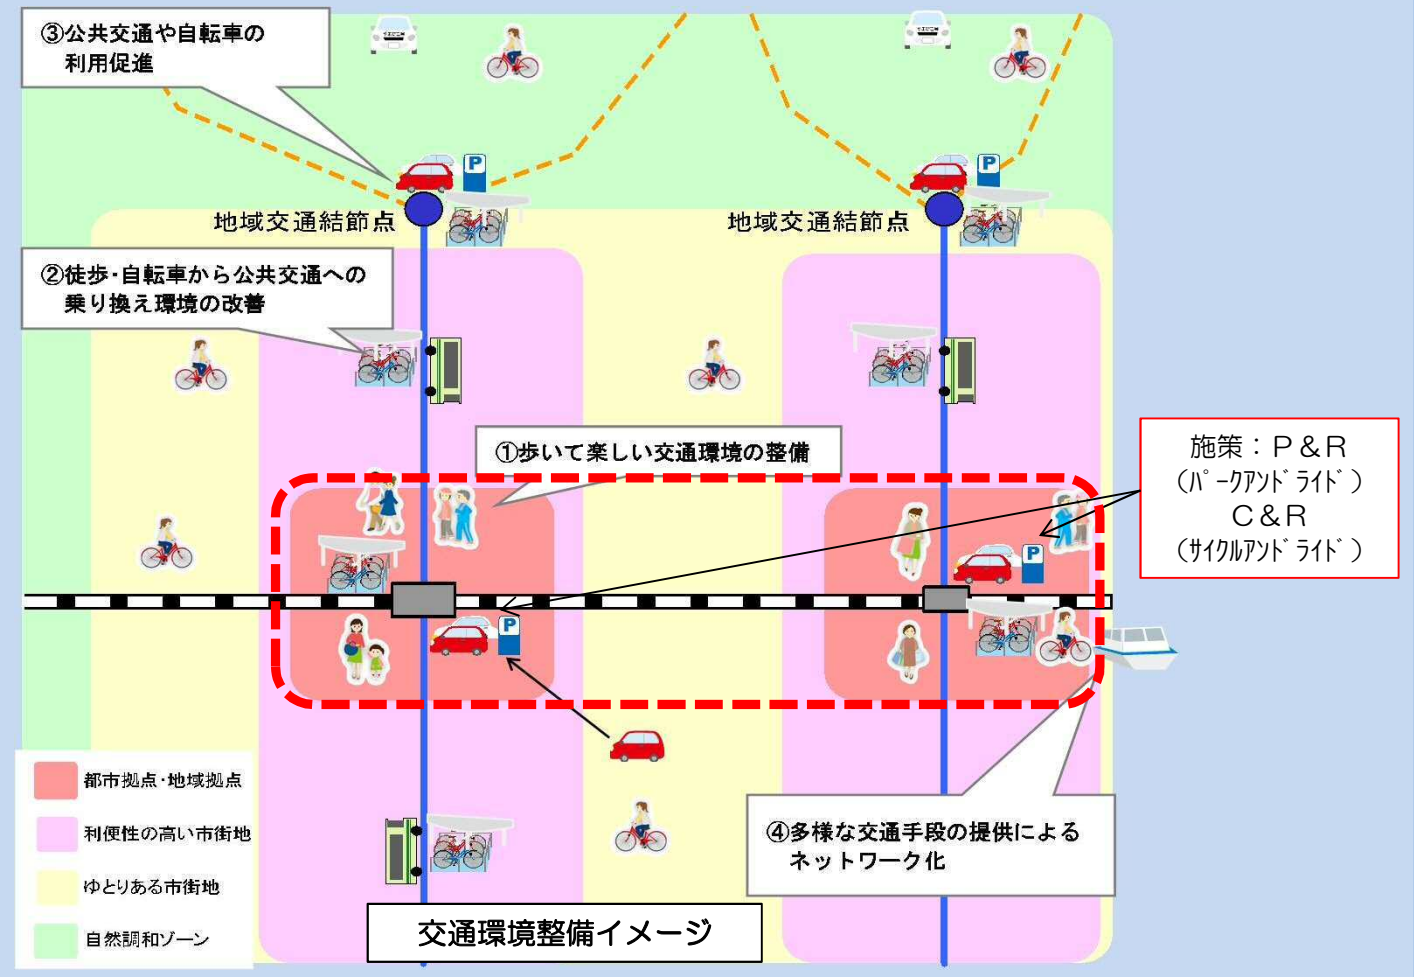 ③公共交通や自転車の
利用促進
P
P
地域交通結節点
地域交通結節点
②徒歩･自転車から公共交通への
乗り換え環境の改善
①歩いて楽しい交通環境の整備
施策：Ｐ＆Ｒ
（ﾊﾟｰｸｱﾝﾄﾞﾗｲﾄﾞ）
Ｃ＆Ｒ
（ｻｲｸﾙｱﾝﾄﾞﾗｲﾄﾞ）
P
P
④多様な交通手段の提供による
ネットワーク化
都市拠点･地域拠点
利便性の高い市街地
ゆとりある市街地
自然調和ゾーン
交通環境整備イメージ